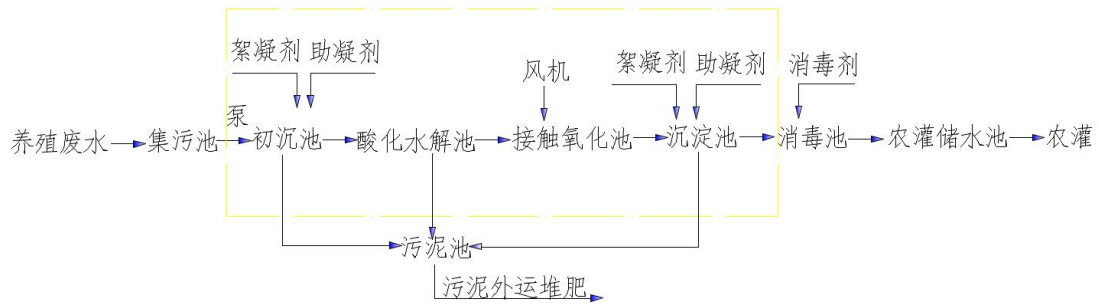 絮凝剂 助凝剂
风机
絮凝剂 助凝剂 消毒剂
泵
养殖废水 集污池 初沉池 酸化水解池 接触氧化池 沉淀池 消毒池 农灌储水池 农灌
污泥池
污泥外运堆肥